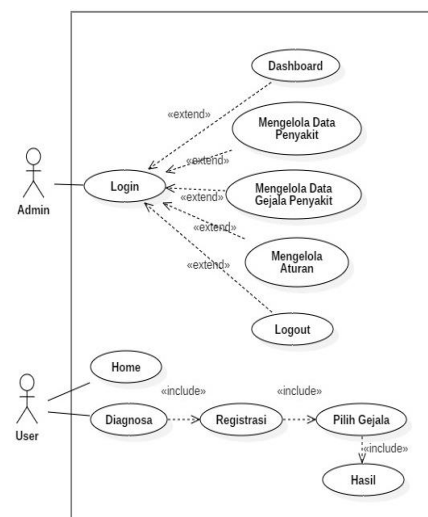 Dashboard
«extend»
Mengelola Data
Penyakit
«extend»
Admin
Login
Mengelola Data
Gejala Penyakit
«extend»
«extend»
Mengelola
Aturan
«extend»
Logout
Home
User
Diagnosa
«include»
Registrasi
«include»
Pilih Gejala
«include»
Hasil